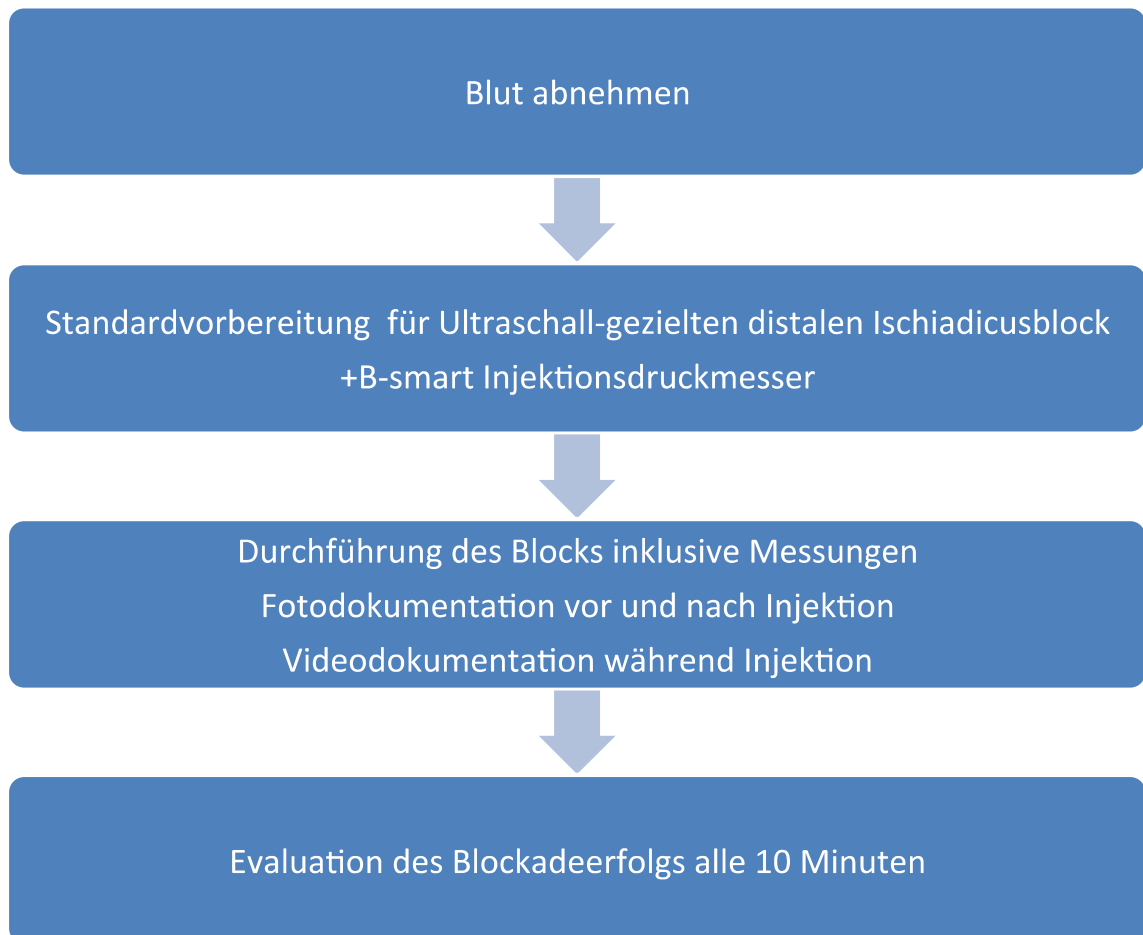 Blut abnehmen
Standardvorbereitung für Ultraschall-gezielten distalen Ischiadicusblock
+B-smart Injektionsdruckmesser
Durchführung des Blocks inklusive Messungen
Fotodokumentation vor und nach Injektion
Videodokumentation während Injektion
Evaluation des Blockadeerfolgs alle 10 Minuten